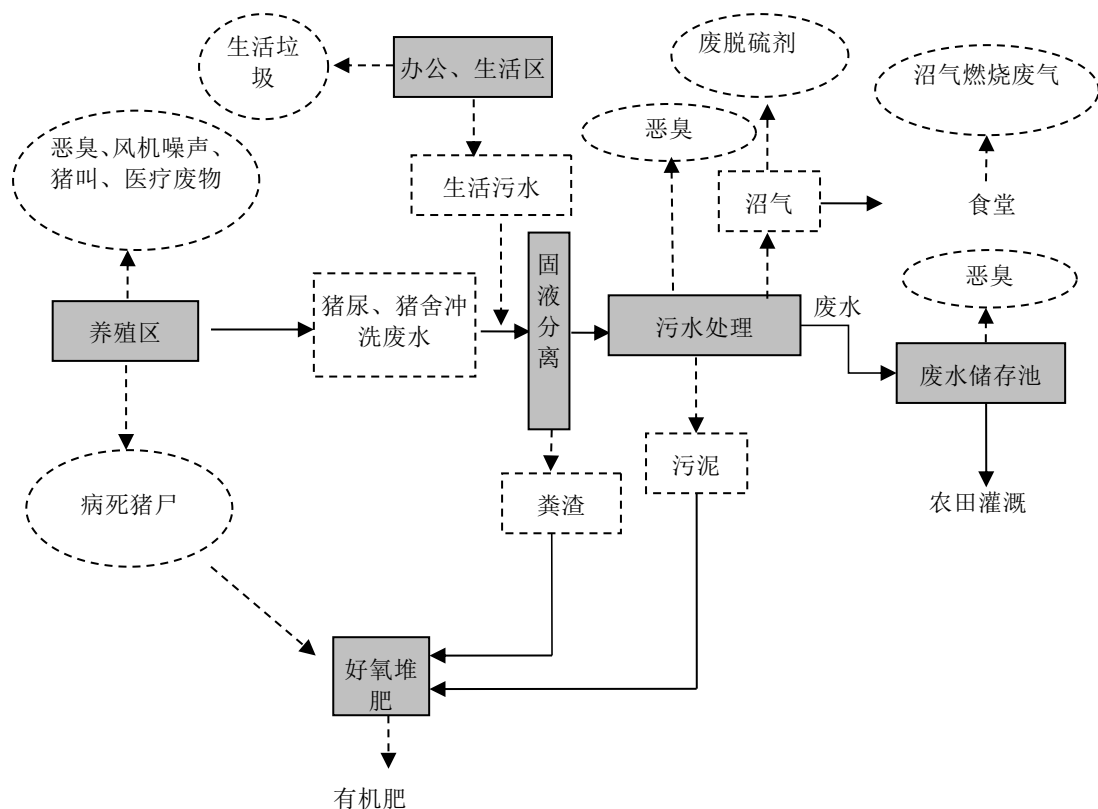 生活垃
圾
办公、生活区
废脱硫剂
沼气燃烧废气
恶臭
恶臭、风机噪声、
猪叫、医疗废物
生活污水
沼气
食堂
恶臭
养殖区
猪尿、猪舍冲
洗废水
固
液
分
离
污水处理
废水
废水储存池
病死猪尸
粪渣
污泥
农田灌溉
好氧堆
肥
有机肥